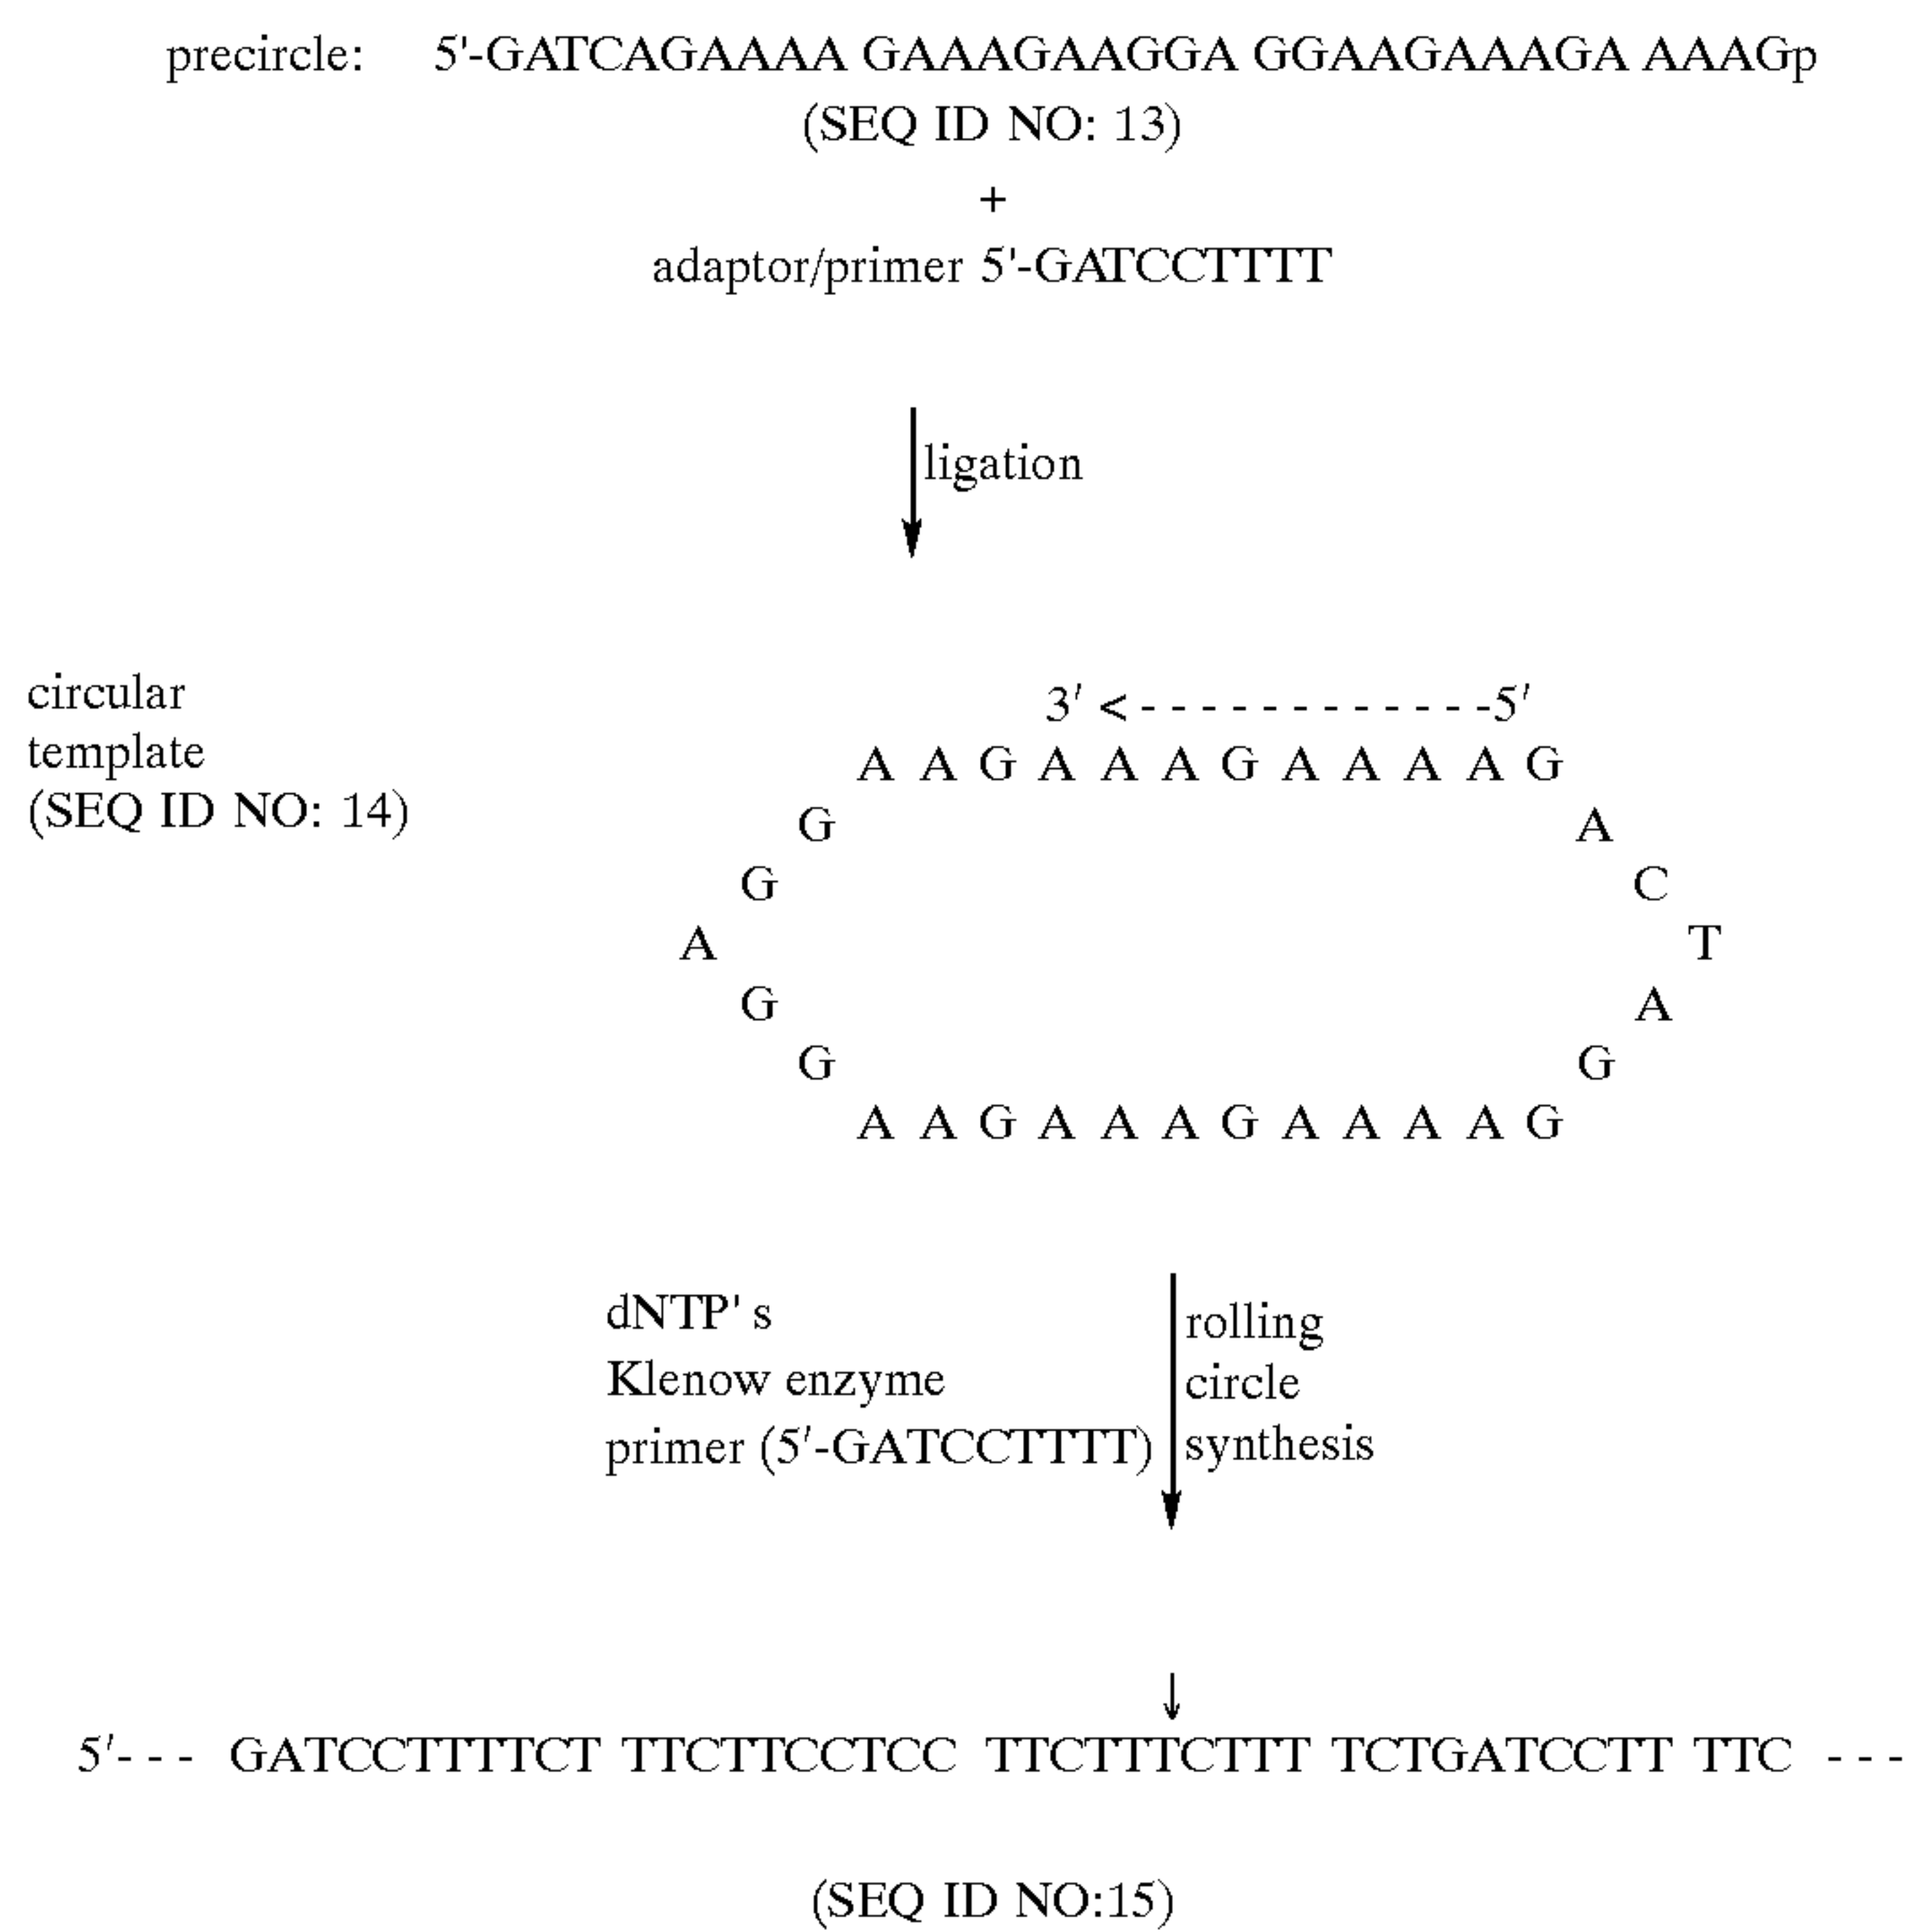 precircle: 5'-GATCAGAAAA GAAAGAAGGA GGAAGAAAGA AAAGp
(SEQ ID NO: 13)
+
adaptor/primer 5'-GATCCTTTT
ligation
circular
template
(SEQ ID NO: 14)
3' < - - - - - - - - - - - -5'
A A G A A A G A A A A G
G A
G C
A T
G A
G G
A A G A A A G A A A A G
dNTP's
Klenow enzyme
primer (5'-GATCCTTTT)
rolling
circle
synthesis
5'- - - GATCCTTTTCT TTCTTCCTCC TTCTTTCTTT TCTGATCCTT TTC - - -
(SEQ ID NO:15)